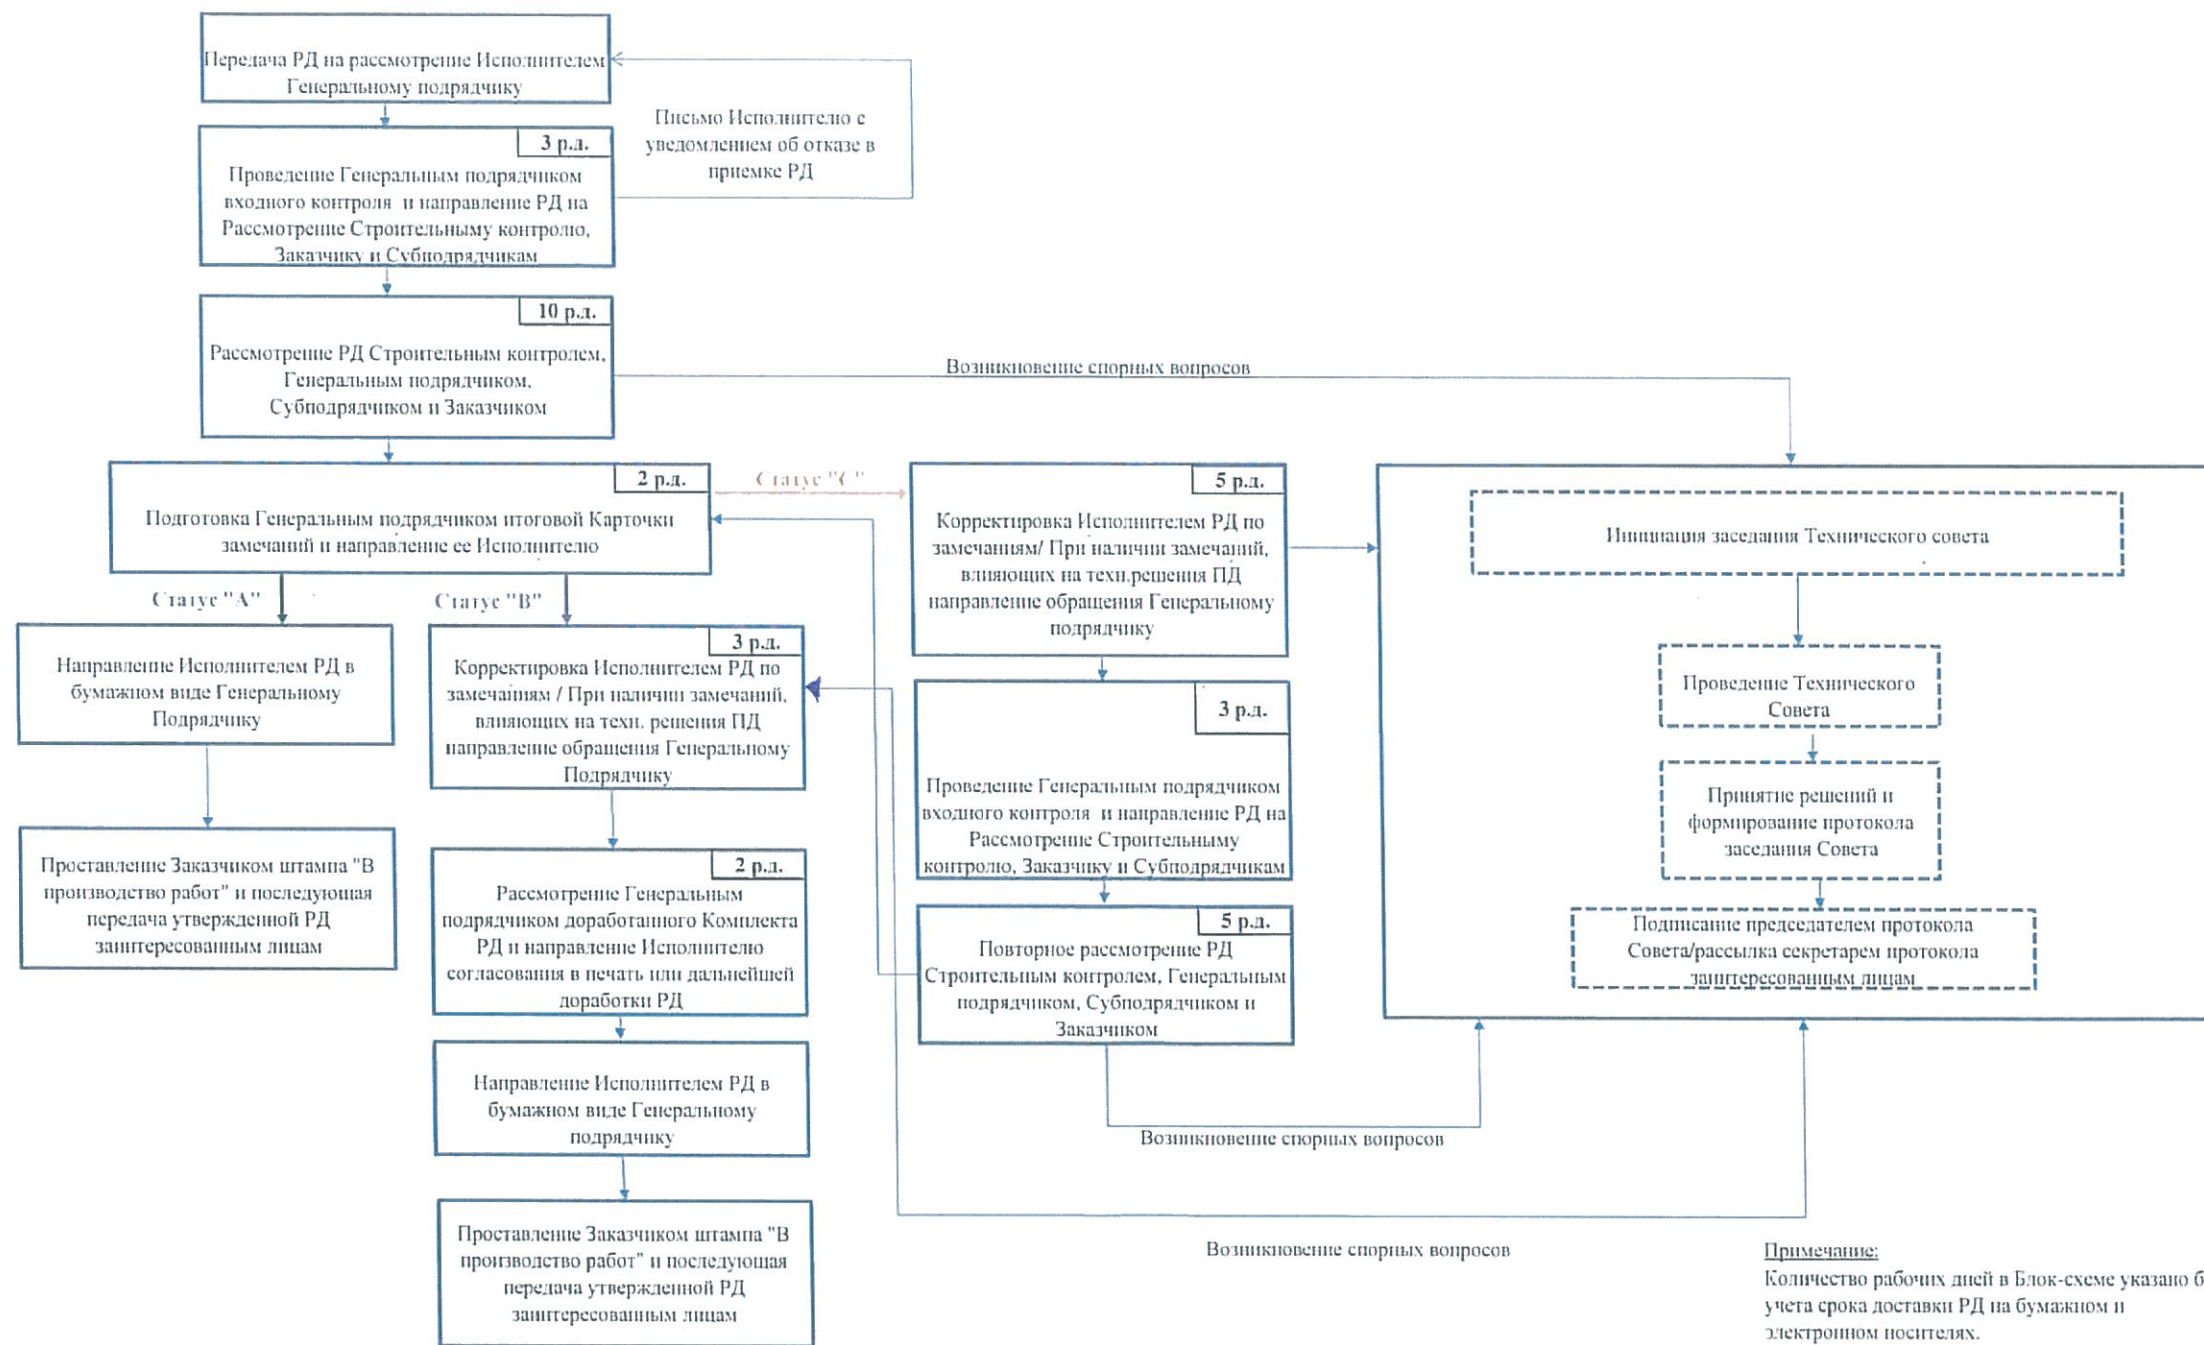 Передача РД на рассмотрение Исполнителем
Генеральному подрядчику
Письмо Исполнителю с
уведомлением об отказе в
приемке РД
3 р.д.
Проведение Генеральным подрядчиком
входного контроля и направление РД на
Рассмотрение Строительныму контролю,
Заказчику и Субподрядчикам
10 р.д.
Рассмотрение РД Строительным контролем,
Генеральным подрядчиком,
Субподрядчиком и Заказчиком
Возникновение спорных вопросов
2 р.д.
Подготовка Генеральным подрядчиком итоговой Карточки
замечаний и направление ее Исполнителю
Статус "С"
Статус "А"
Статус "В"
Направление Исполнителем РД в
бумажном виде Генеральному
Подрядчику
Проставление Заказчиком штампа "В
производство работ" и последующая
передача утвержденной РД
заинтересованным лицам
3 р.д.
Корректировка Исполнителем РД по
замечаниям / При наличии замечаний,
влияющих на техн. решения ПД
направление обращения Генеральному
Подрядчику
2 р.д.
Рассмотрение Генеральным
подрядчиком доработанного Комплекта
РД и направление Исполнителю
согласования в печать или дальнейшей
доработки РД
Направление Исполнителем РД в
бумажном виде Генеральному
подрядчику
Проставление Заказчиком штампа "В
производство работ" и последующая
передача утвержденной РД
заинтересованным лицам
5 р.д.
Корректировка Исполнителем РД по
замечаниям/ При наличии замечаний,
влияющих на техн.решения ПД
направление обращения Генеральному
подрядчику
3 р.д.
Проведение Генеральным подрядчиком
входного контроля и направление РД на
Рассмотрение Строительныму
контролю, Заказчику и Субподрядчикам
5 р.д.
Повторное рассмотрение РД
Строительным контролем, Генеральным
подрядчиком, Субподрядчиком и
Заказчиком
Инициация заседания Технического совета
Проведение Технического
Совета
Принятие решений и
формирование протокола
заседания Совета
Подписание председателем протокола
Совета/рассылка секретарем протокола
заинтересованным лицам
Возникновение спорных вопросов
Возникновение спорных вопросов
Примечание:
Количество рабочих дней в Блок-схеме указано
учета срока доставки РД на бумажном и
электронном носителях.